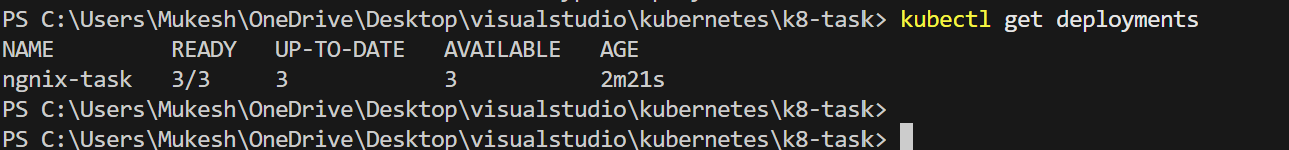 PS C:\Users\Mukesh\OneDrive\Desktop\visualstudio\kubernetes\k8-task> kubectl get deployments
NAME         READY   UP-TO-DATE   AVAILABLE   AGE
ngnix-task   3/3     3            3           2m21s
PS C:\Users\Mukesh\OneDrive\Desktop\visualstudio\kubernetes\k8-task>
PS C:\Users\Mukesh\OneDrive\Desktop\visualstudio\kubernetes\k8-task>